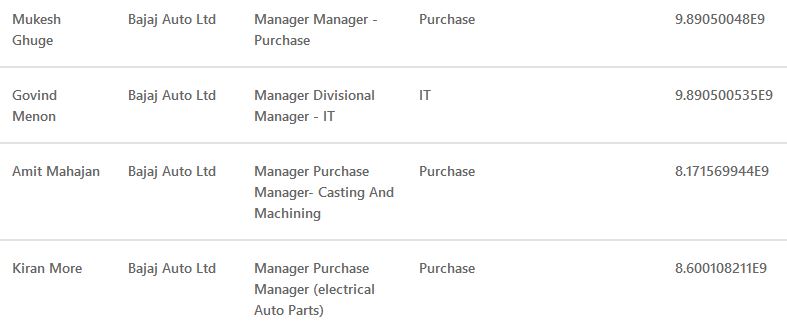 Mukesh Bajaj Auto Ltd Manager Manager - Purchase 9.89050048E9
Ghuge Purchase
Govind Bajaj Auto Ltd Manager Divisional IT 9.890500535E9
Menon Manager - IT
Amit Mahajan Bajaj Auto Ltd Manager Purchase Purchase 8.171569944E9
Manager- Casting And
Machining
Kiran More Bajaj Auto Ltd Manager Purchase Purchase 8.600108211E9
Manager (electrical
Auto Parts)